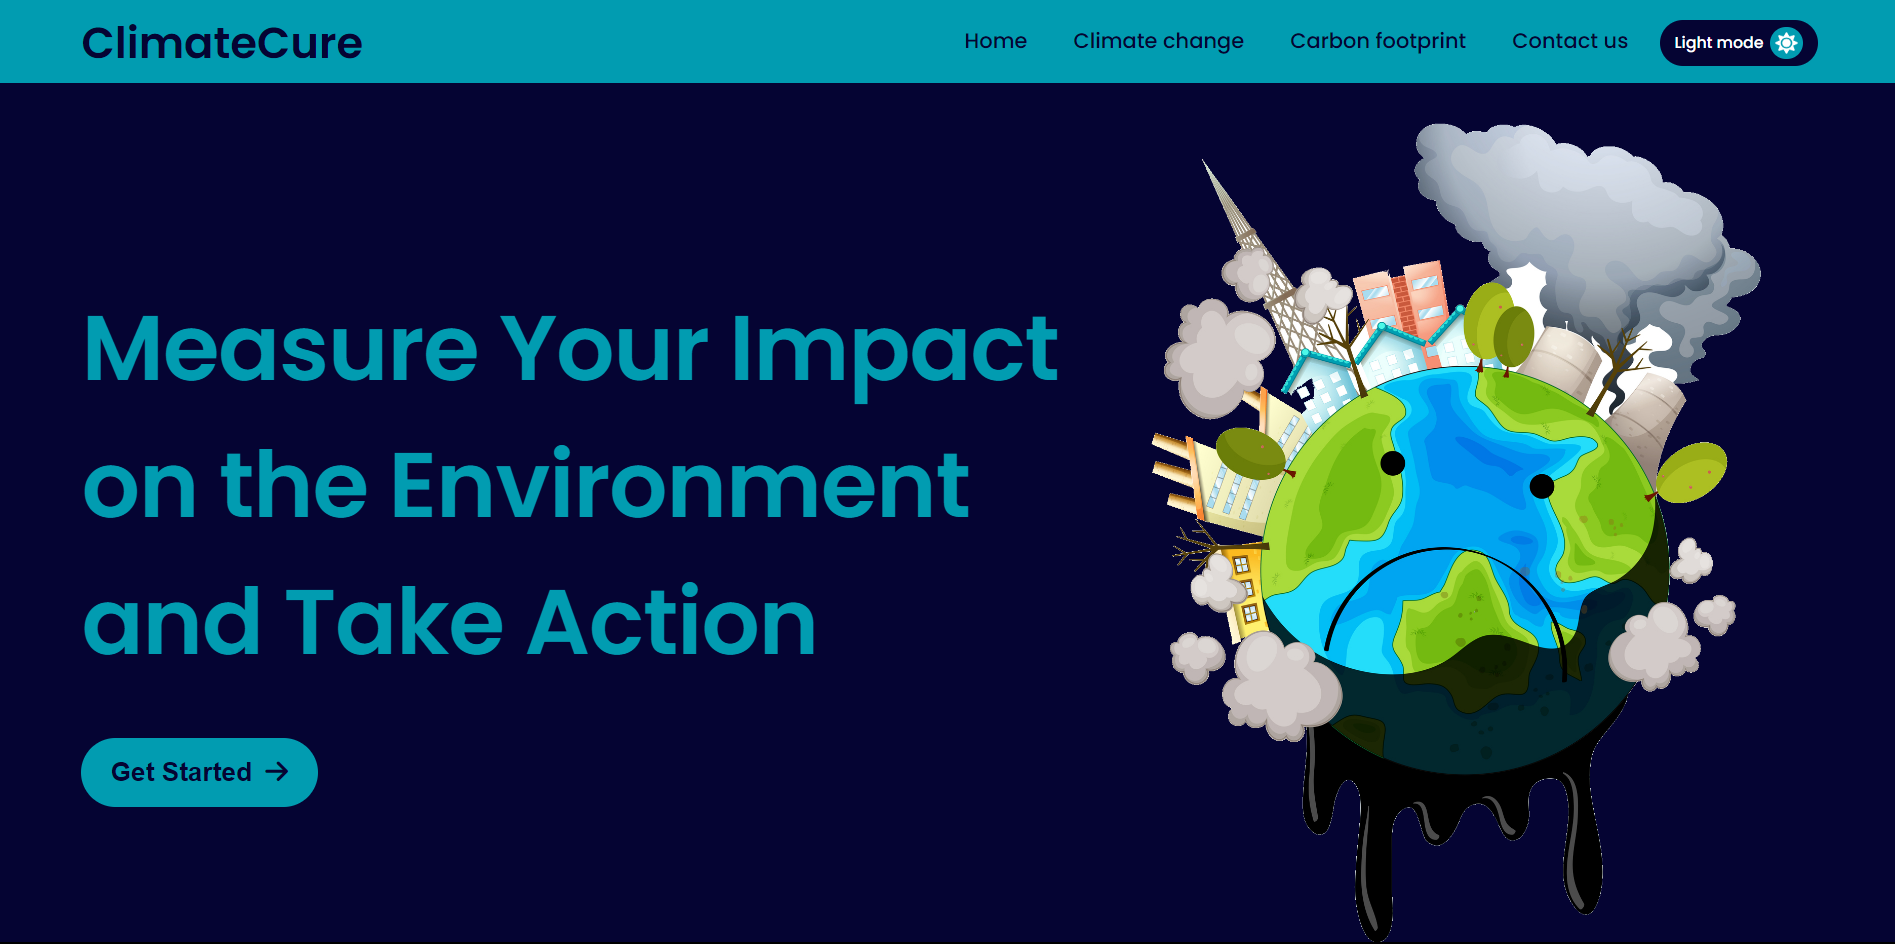 ClimateCure
Home
Climate change
Carbon footprint
Contact us
Light mode
Measure Your Impact
on the Environment
and Take Action
Get Started